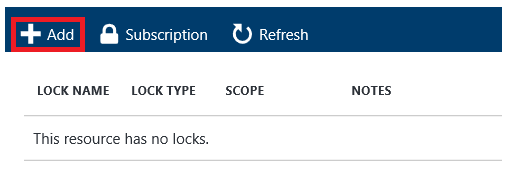 Add Subscription Refresh
LOCK NAME LOCK TYPE SCOPE NOTES
This resource has no locks.